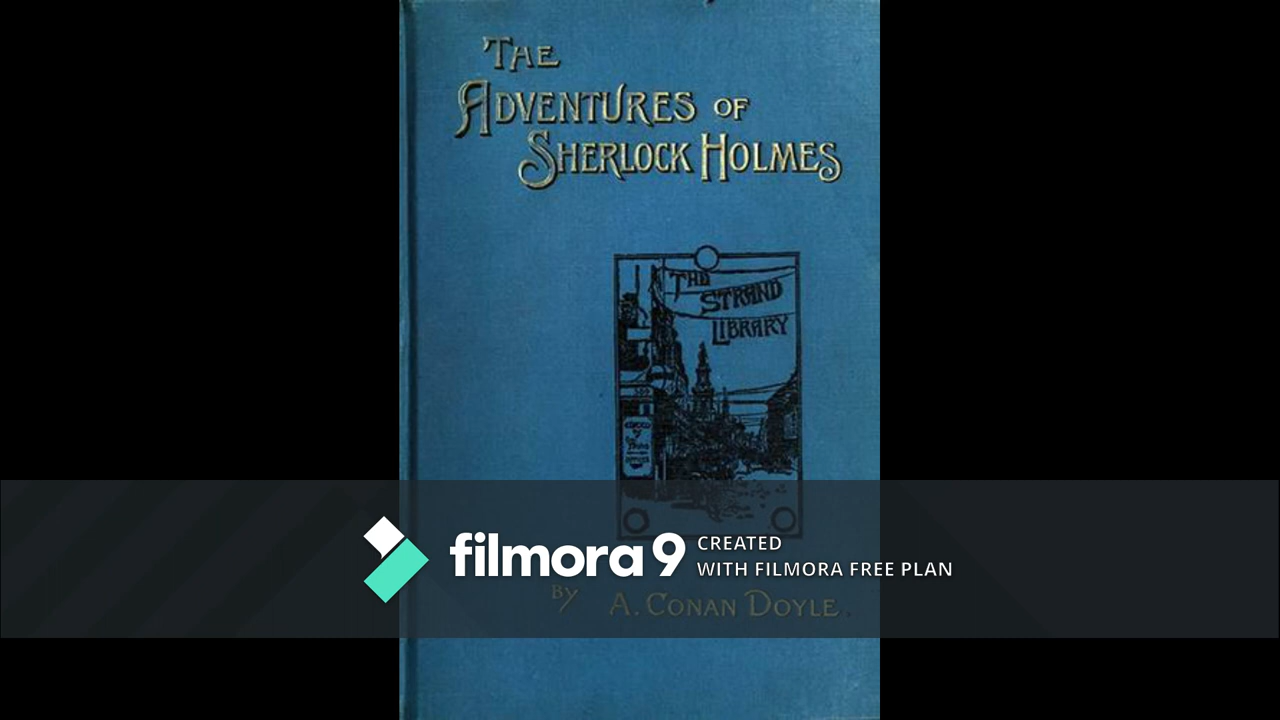 THE
ADVENTURES OF
SHERLOCK HOLMES
THE
STRAND
LIBRARY
filmora 9
CREATED
WITH FILMORA FREE PLAN
BY A. CONAN DOYLE.